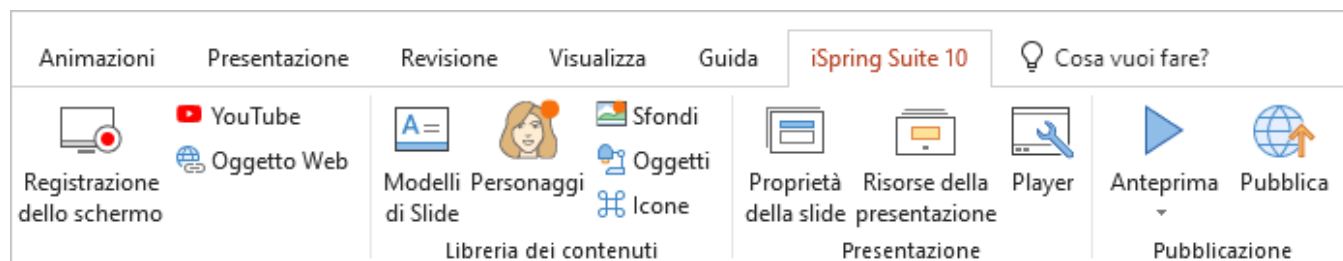 Animazioni Presentazione Revisione Visualizza Guida iSpring Suite 10 Cosa vuoi fare?
Registrazione
dello schermo
YouTube
Oggetto Web
Modelli
di Slide
Personaggi
Sfondi
Oggetti
Icone
Libreria dei contenuti
Proprietà
della slide
Risorse della
presentazione
Player
Presentazione
Anteprima
Pubblica
Pubblicazione